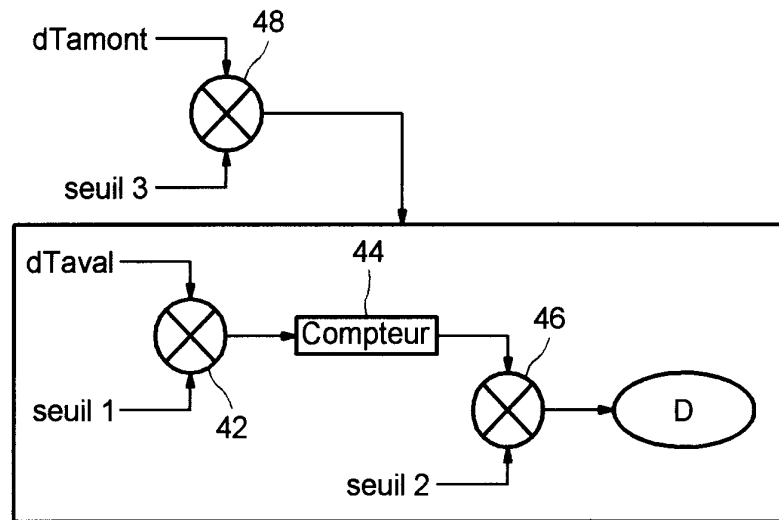 dTamont
48
seuil 3
dTaval
44
Compteur
46
seuil 1
42
D
seuil 2